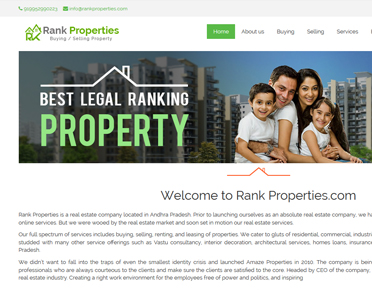 info@rankproperties.com
Rank Properties
Buying / Selling Property
Home
About us
Buying
Selling
Services
BEST LEGAL RANKING
PROPERTY
Welcome to Rank Properties.com
Rank Properties is a real estate company located in Andhra Pradesh. Prior to launching ourselves as an absolute real estate company, we ha
online services. But we were wooed by the real estate market and soon set in motion our real estate services.
Our full spectrum of services includes buying, selling, renting, and leasing of properties. We cater to gluts of residential, commercial, industri
studded with many other service offerings such as Vastu consultancy, interior decoration, architectural services, homes loans, insurance
Pradesh.
We didn't want to fall into the traps of even the smallest identity crisis and launched Amaze Properties in 2010. The company is bein
professionals who are always courteous to the clients and make sure the clients are satisfied to the core. Headed by CEO of the company,
real estate industry. Creating a right work environment for the employees free of power and politics, and inspiring